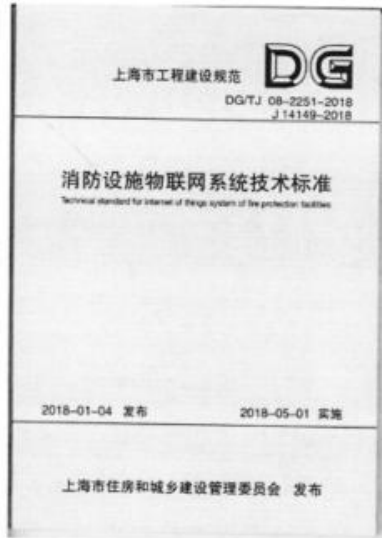 上海市工程建设规范
DG
DG/TJ 08-2251-2018
J 14149-2018
消防设施物联网系统技术标准
Technical standard for internet of things system of fire protection facilities
2018-01-04 发布
2018-05-01 实施
上海市住房和城乡建设管理委员会 发布